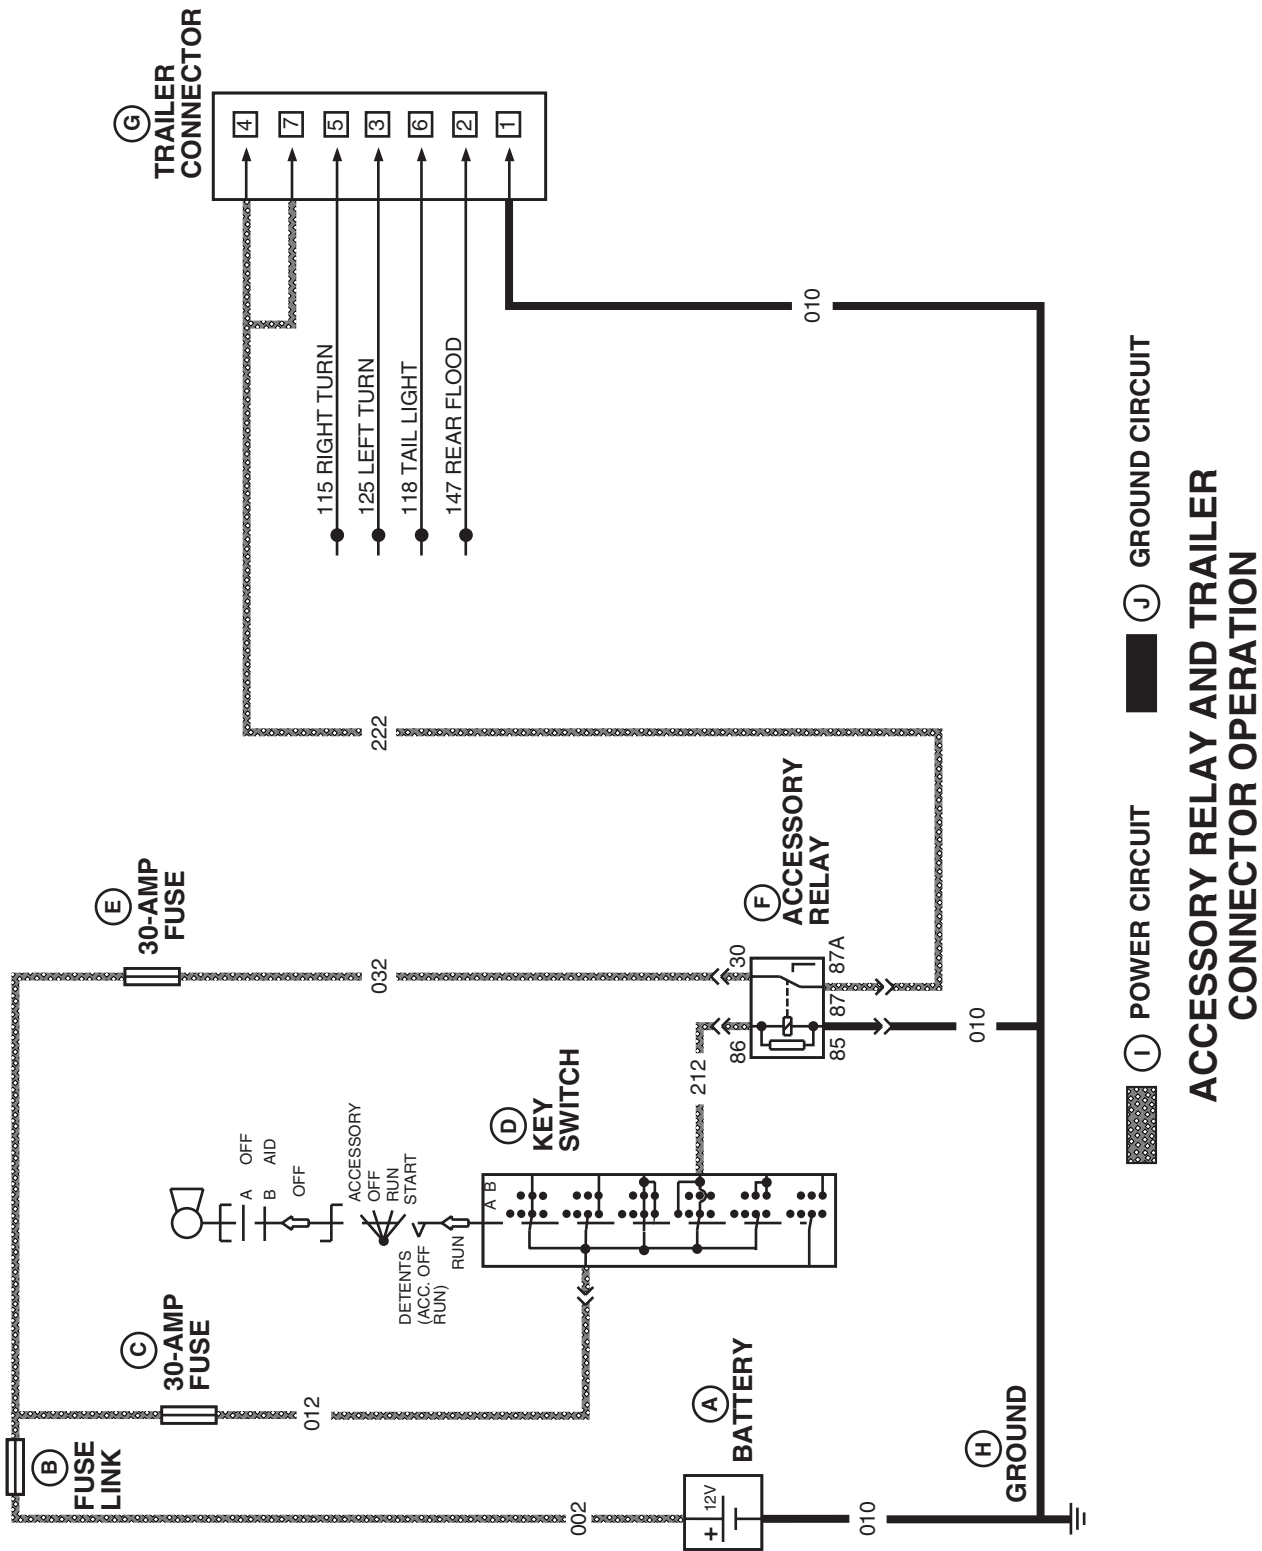 G
TRAILER
CONNECTOR
4
7
5
3
6
2
1
115 RIGHT TURN
125 LEFT TURN
118 TAIL LIGHT
147 REAR FLOOD
010
222
E
30-AMP
FUSE
032
F
ACCESSORY
RELAY
30
87A
87
86
85
212
010
D
KEY
SWITCH
A OFF
B AID
OFF
ACCESSORY
OFF
RUN
START
DETENTS
(ACC. OFF
RUN)
RUN
A B
C
30-AMP
FUSE
012
B
FUSE
LINK
002
A
BATTERY
12V
+
010
H
GROUND
I POWER CIRCUIT
J GROUND CIRCUIT
ACCESSORY RELAY AND TRAILER
CONNECTOR OPERATION